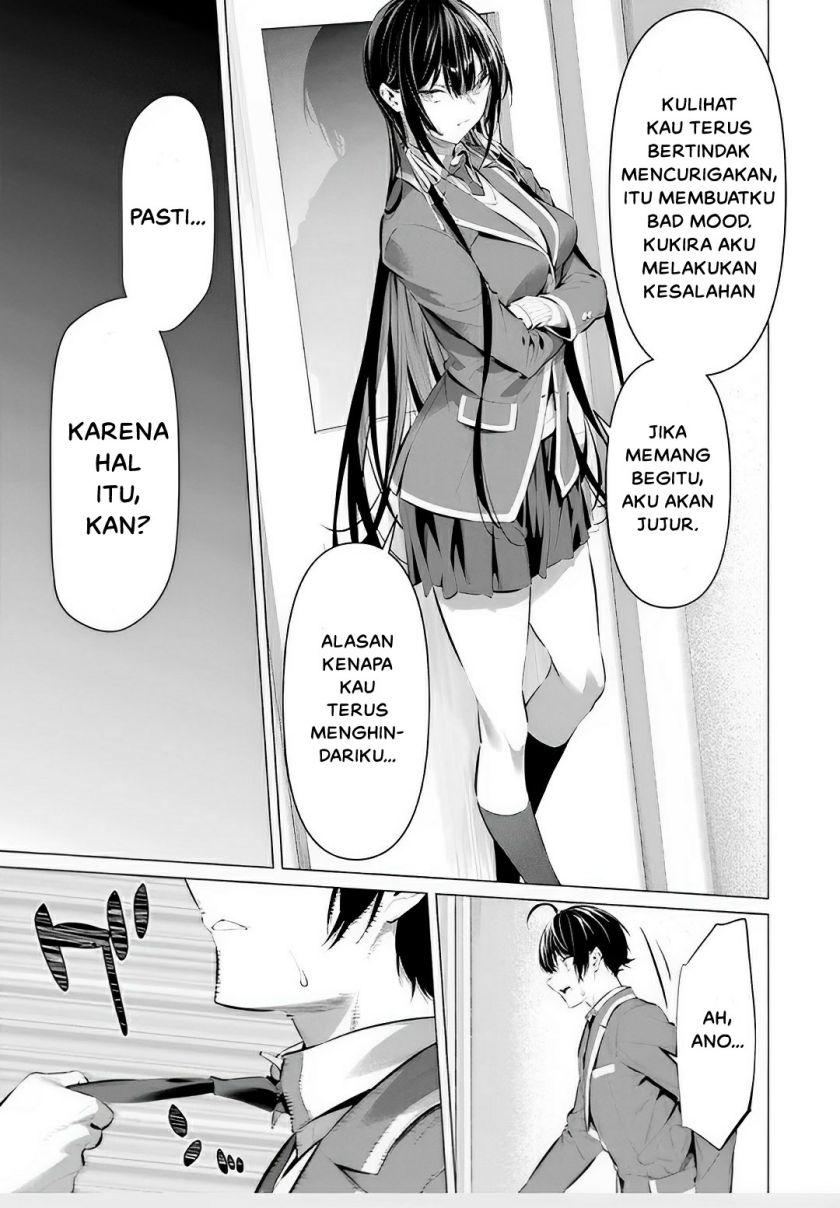 KULIHAT
KAU TERUS
BERTINDAK
MENCURIGAKAN,
ITU MEMBUATKU
BAD MOOD.
KUKIRA AKU
MELAKUKAN
KESALAHAN
JIKA
MEMANG
BEGITU,
AKU AKAN
JUJUR.
ALASAN
KENAPA
KAU
TERUS
MENGHIN-
DARIKU...
PASTI...
KARENA
HAL
ITU,
KAN?
AH,
ANO...
グ